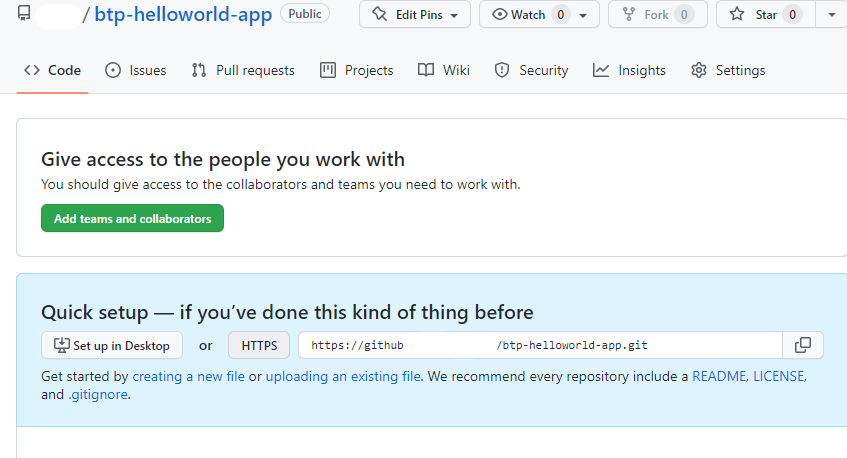 / btp-helloworld-app Public Edit Pins Watch 0 Fork 0 Star 0
Code Issues Pull requests Projects Wiki Security Insights Settings
Give access to the people you work with
You should give access to the collaborators and teams you need to work with.
Add teams and collaborators
Quick setup — if you’ve done this kind of thing before
Set up in Desktop or HTTPS https://github /btp-helloworld-app.git
Get started by creating a new file or uploading an existing file. We recommend every repository include a README, LICENSE,
and .gitignore.